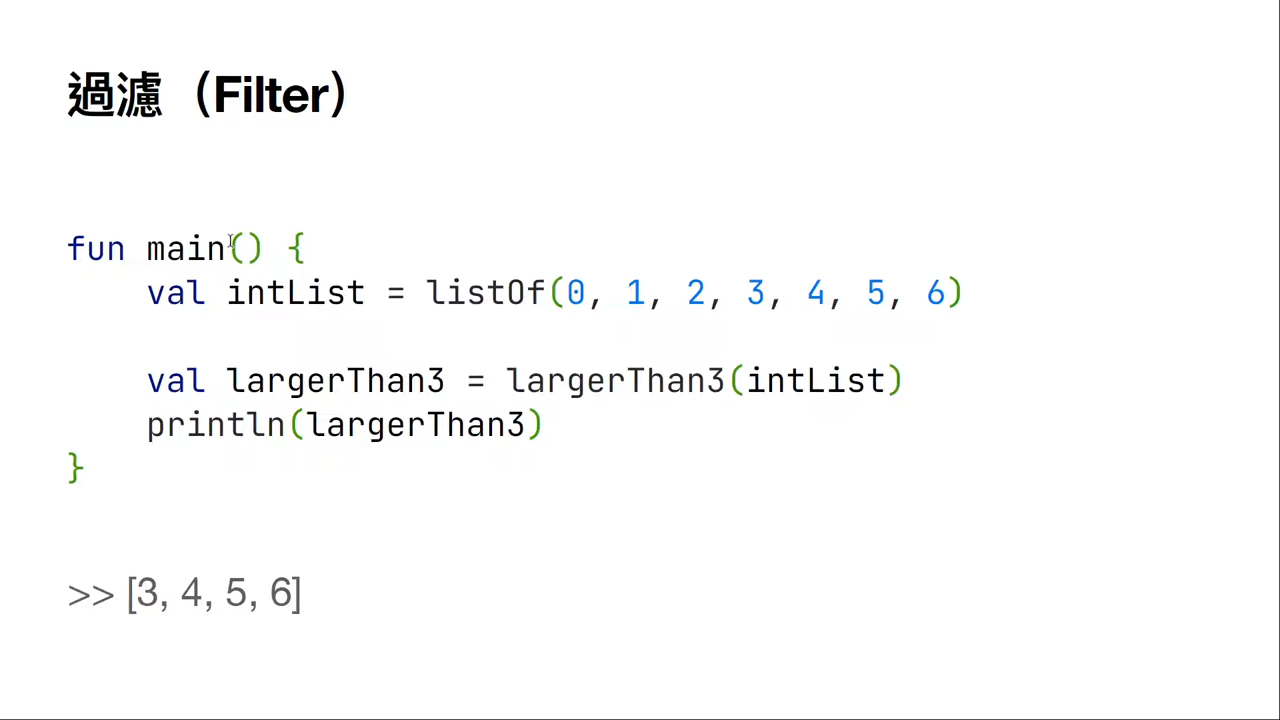 過濾（Filter）
fun main() {
    val intList = listOf(0, 1, 2, 3, 4, 5, 6)
    val largerThan3 = largerThan3(intList)
    println(largerThan3)
}
>> [3, 4, 5, 6]